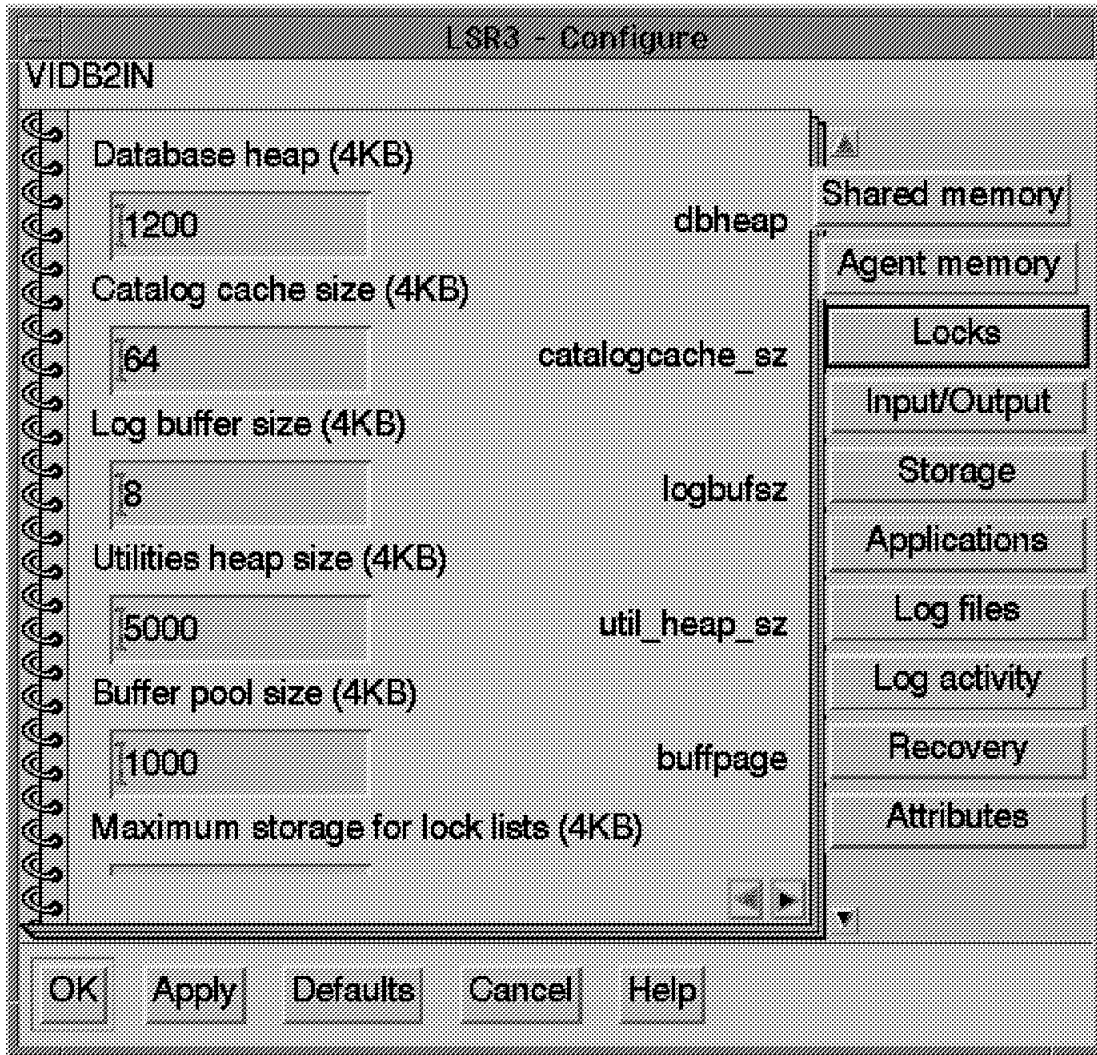 LSR3 - Configure
VIDB2IN
Database heap (4KB)
1200
dbheap
Catalog cache size (4KB)
64
catalogcache_sz
Log buffer size (4KB)
8
logbufsz
Utilities heap size (4KB)
5000
util_heap_sz
Buffer pool size (4KB)
1000
buffpage
Maximum storage for lock lists (4KB)
Shared memory
Agent memory
Locks
Input/Output
Storage
Applications
Log files
Log activity
Recovery
Attributes
OK
Apply
Defaults
Cancel
Help